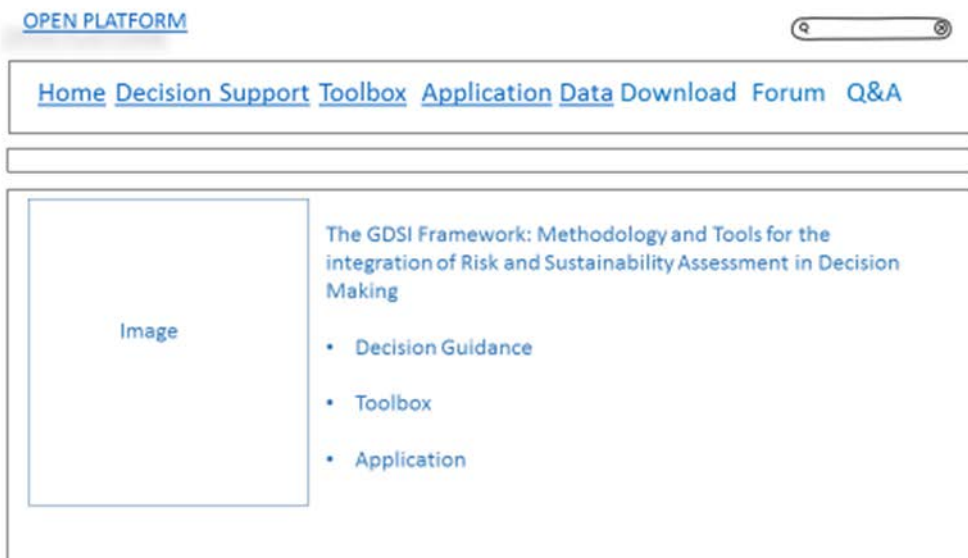 OPEN PLATFORM
Home Decision Support Toolbox Application Data Download Forum Q&A
The GDSI Framework: Methodology and Tools for the
integration of Risk and Sustainability Assessment in Decision
Making
Image
• Decision Guidance
• Toolbox
• Application